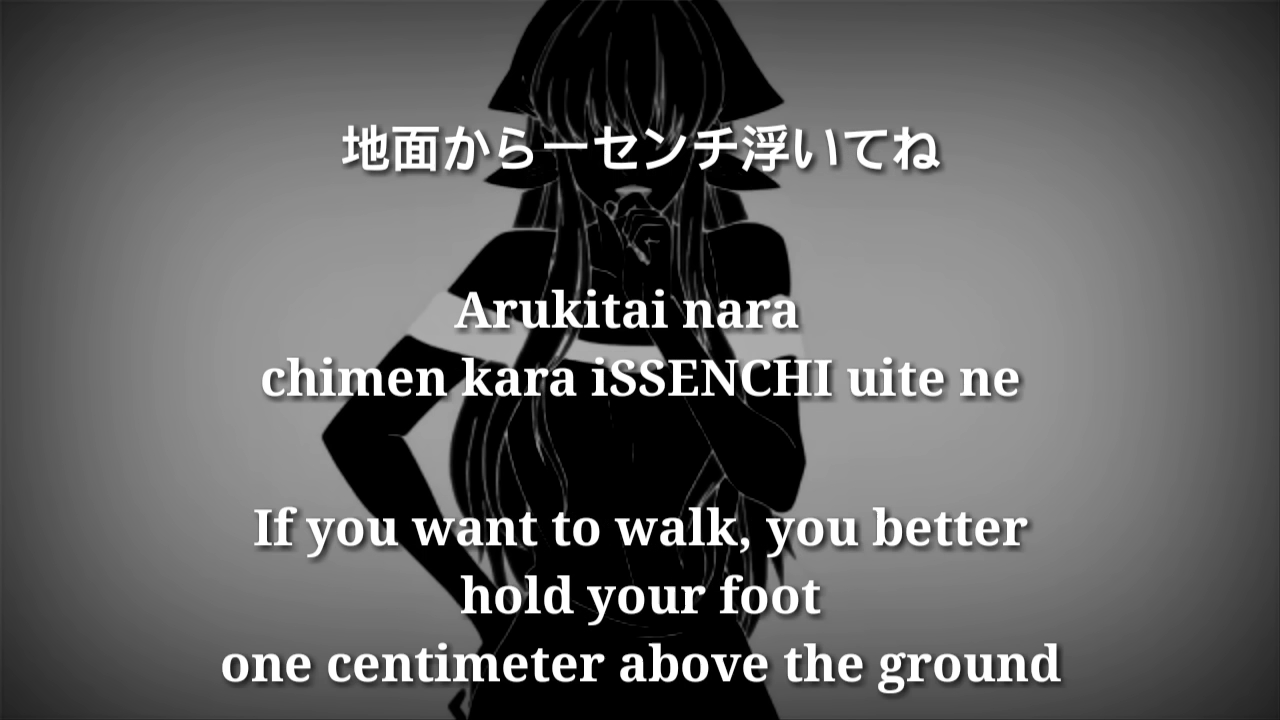 地面から一センチ浮いてね
Arukitai nara
chimen kara iSSENCHI uite ne
If you want to walk, you better
hold your foot
one centimeter above the ground